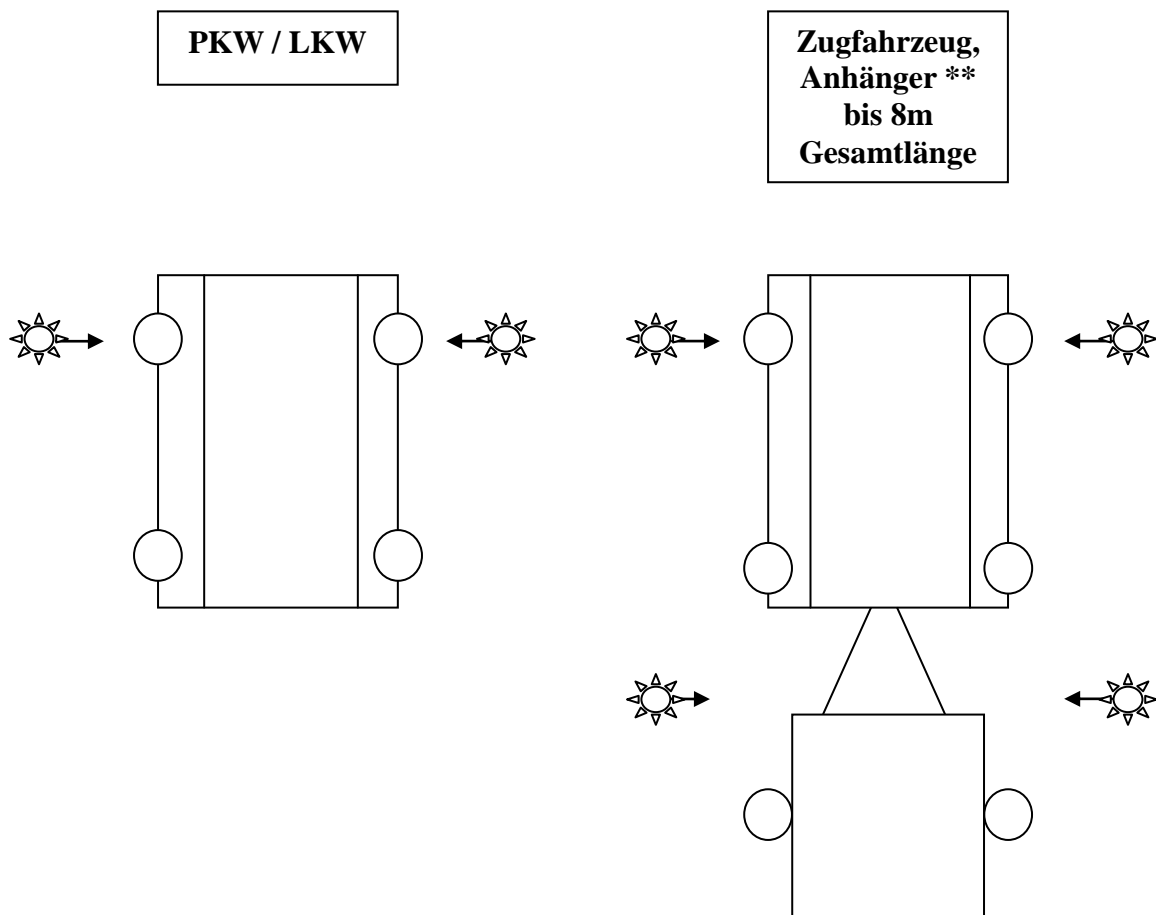 PKW / LKW
Zugfahrzeug,
Anhänger **
bis 8m
Gesamtlänge